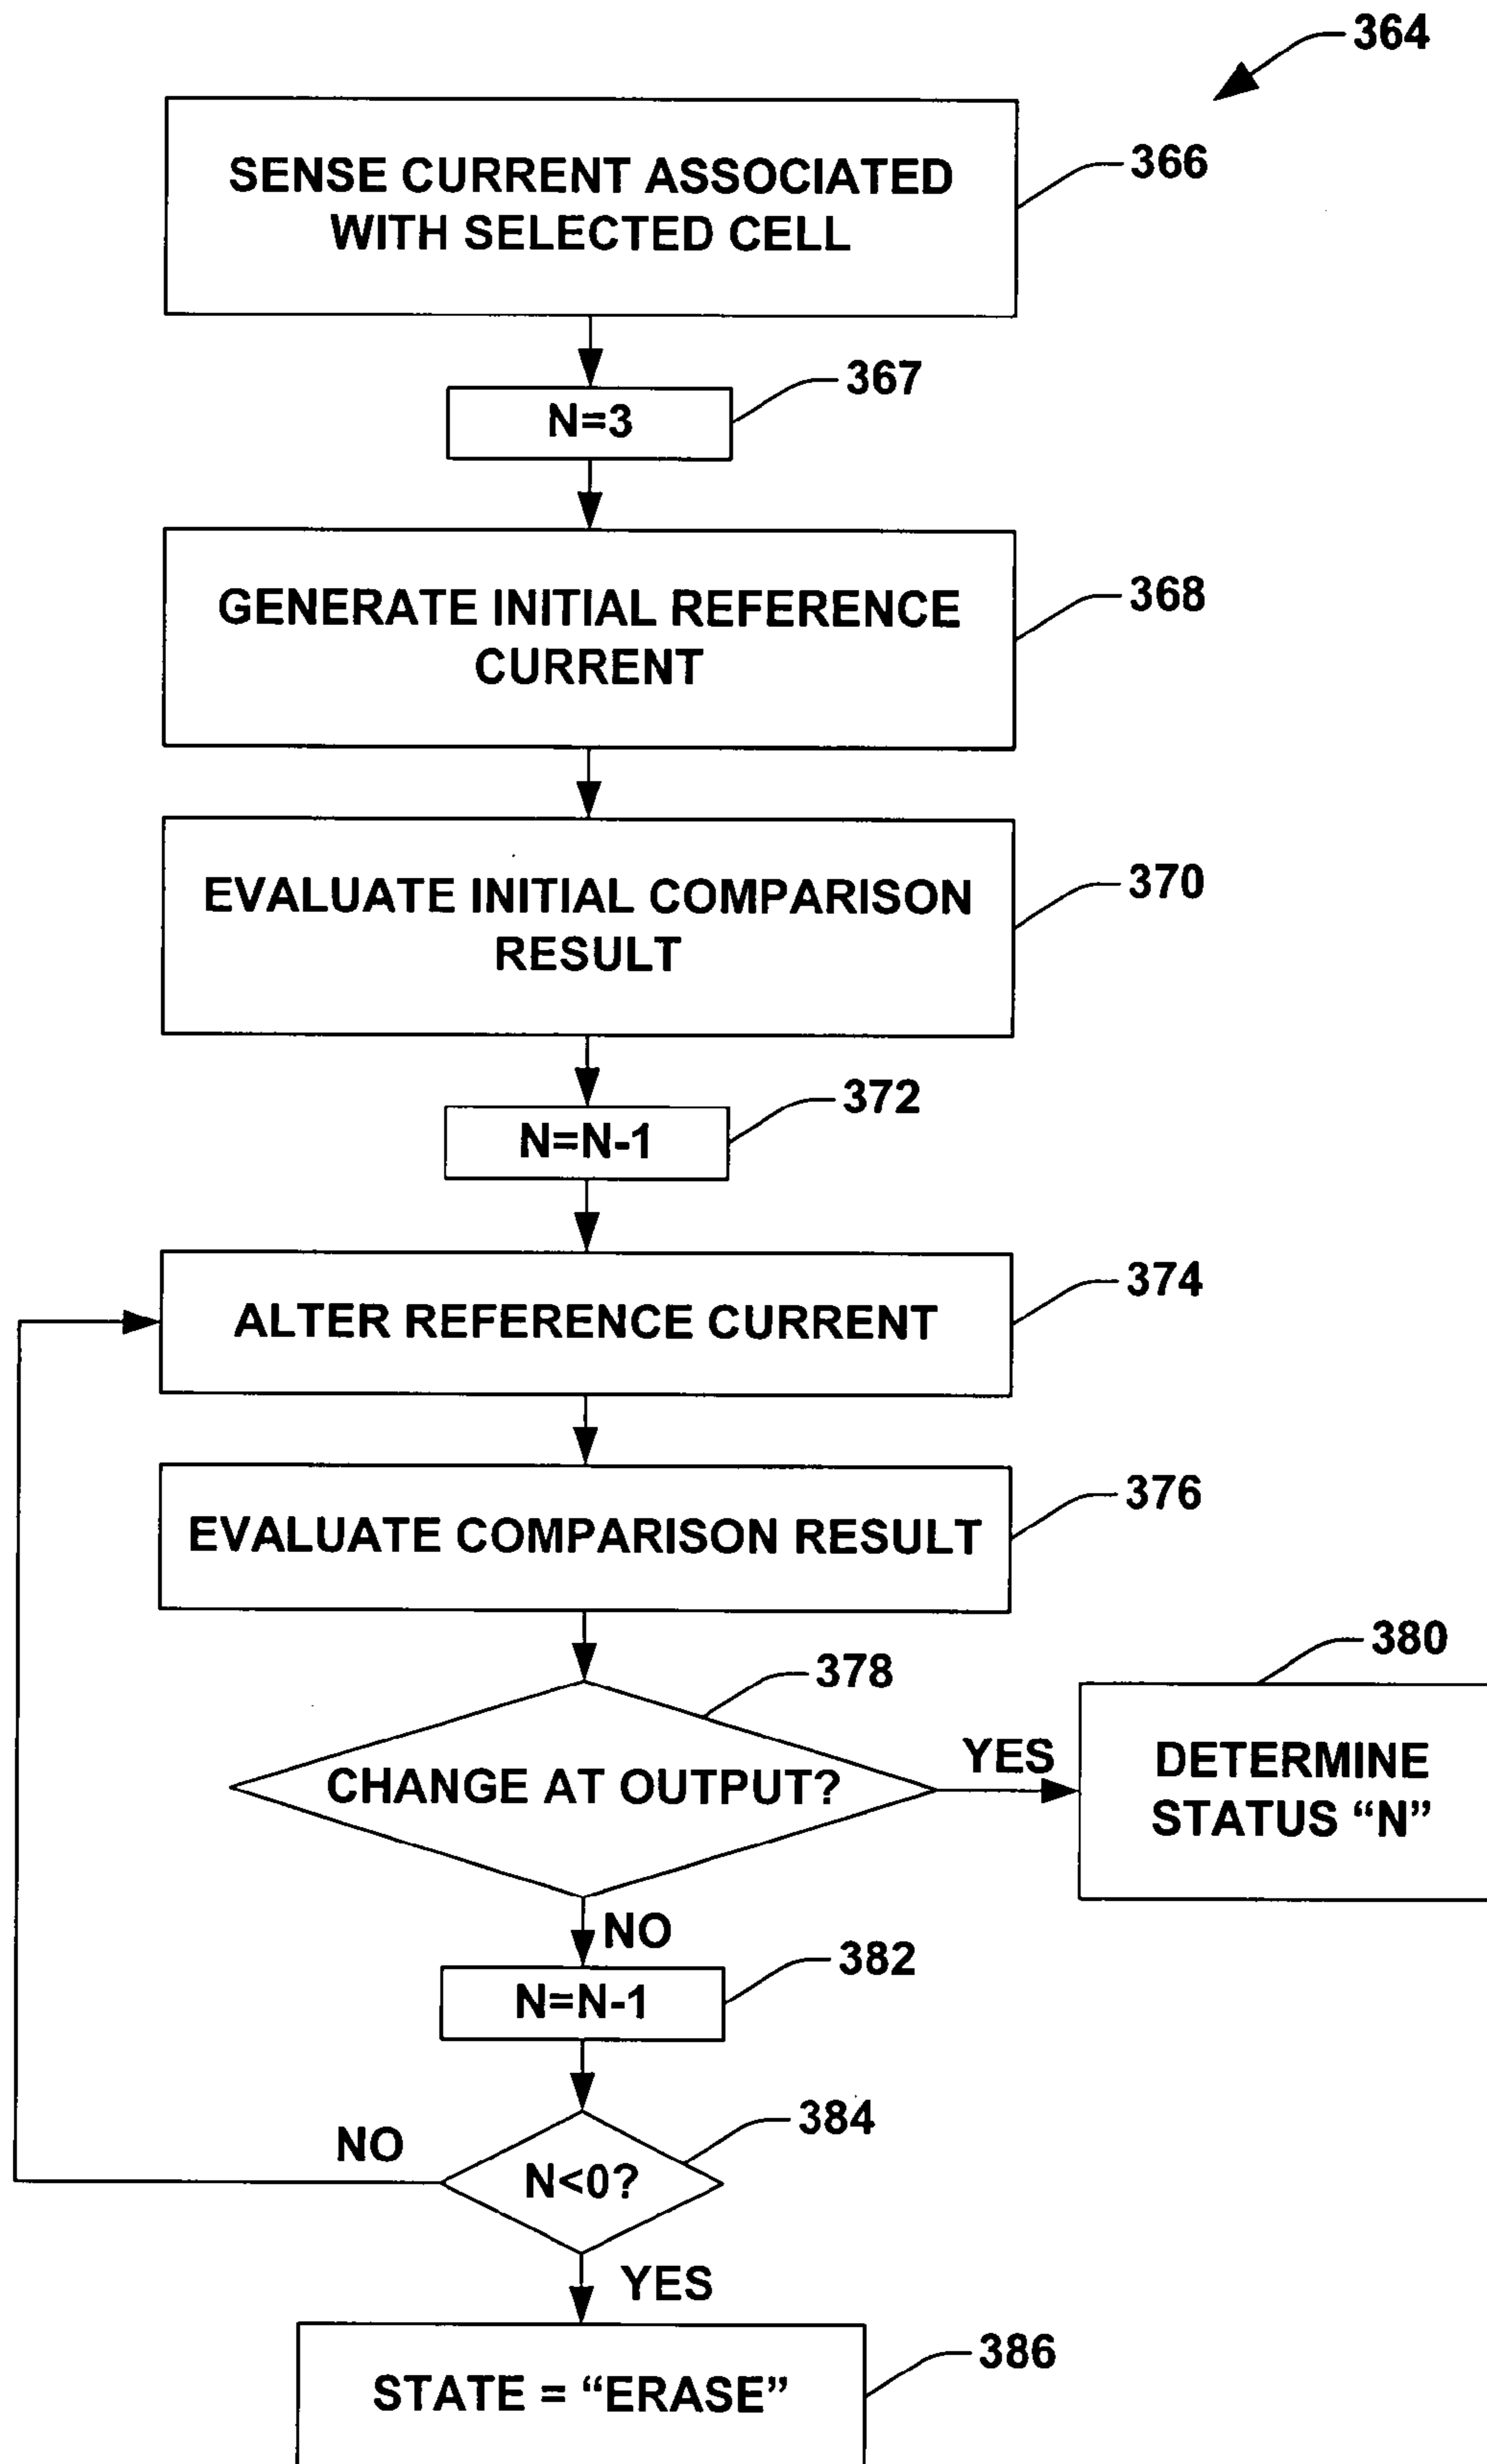 364
SENSE CURRENT ASSOCIATED
WITH SELECTED CELL
366
N=3
367
GENERATE INITIAL REFERENCE
CURRENT
368
EVALUATE INITIAL COMPARISON
RESULT
370
N=N-1
372
ALTER REFERENCE CURRENT
374
EVALUATE COMPARISON RESULT
376
CHANGE AT OUTPUT?
378
YES
DETERMINE
STATUS “N”
380
NO
N=N-1
382
N<0?
384
NO
YES
STATE = “ERASE”
386